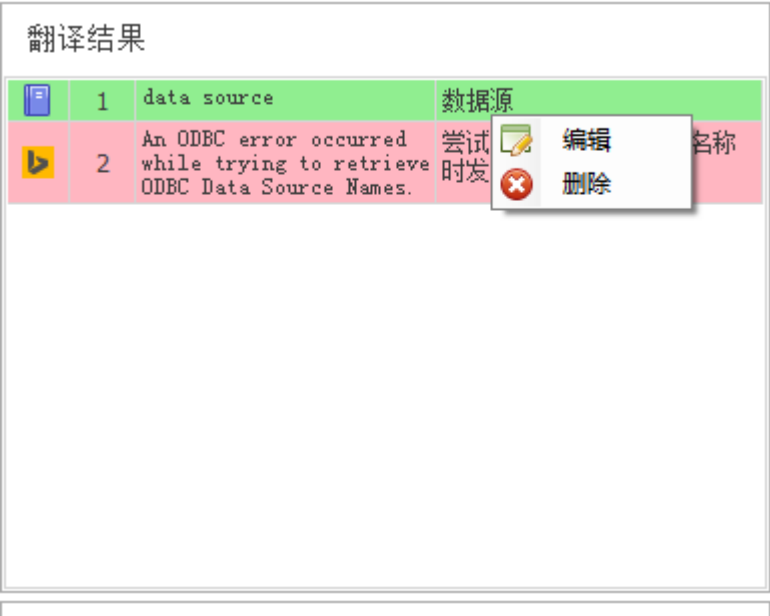 翻译结果
1 data source 数据源
2 An ODBC error occurred
while trying to retrieve
ODBC Data Source Names.
尝试 名称
时发
编辑
删除